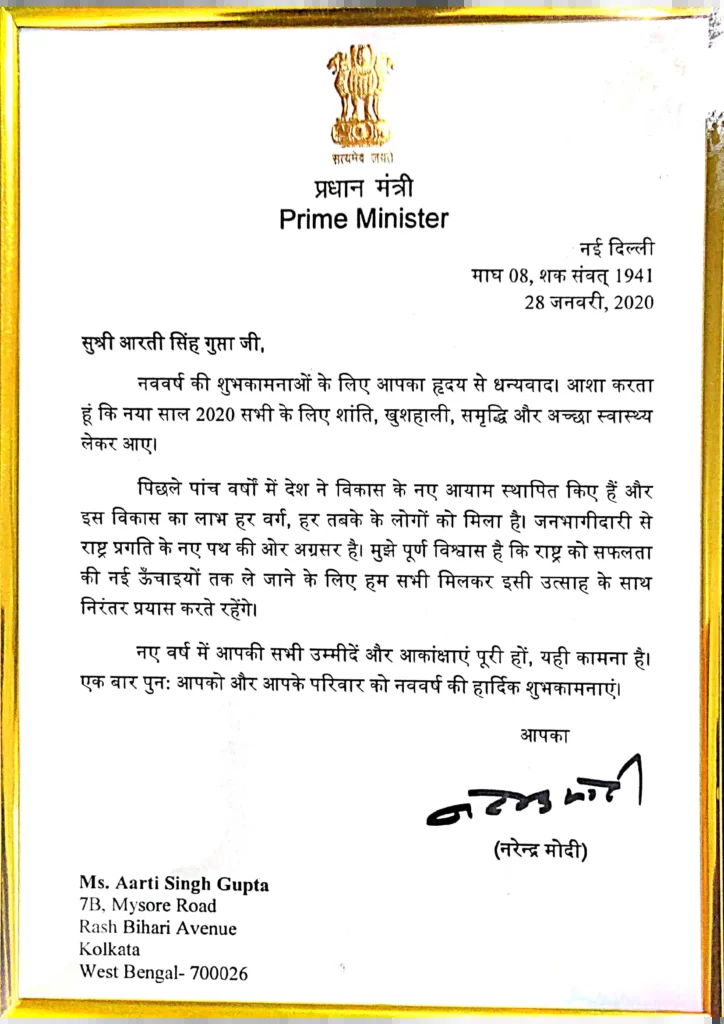 सत्यमेव जयते
प्रधान मंत्री
Prime Minister
नई दिल्ली
माघ 08, शक संवत् 1941
28 जनवरी, 2020
सुश्री आरती सिंह गुप्ता जी,
नववर्ष की शुभकामनाओं के लिए आपका हृदय से धन्यवाद। आशा करता
हूं कि नया साल 2020 सभी के लिए शांति, खुशहाली, समृद्धि और अच्छा स्वास्थ्य
लेकर आए।
पिछले पांच वर्षों में देश ने विकास के नए आयाम स्थापित किए हैं और
इस विकास का लाभ हर वर्ग, हर तबके के लोगों को मिला है। जनभागीदारी से
राष्ट्र प्रगति के नए पथ की ओर अग्रसर है। मुझे पूर्ण विश्वास है कि राष्ट्र को सफलता
की नई ऊँचाइयों तक ले जाने के लिए हम सभी मिलकर इसी उत्साह के साथ
निरंतर प्रयास करते रहेंगे।
नए वर्ष में आपकी सभी उम्मीदें और आकांक्षाएं पूरी हों, यही कामना है।
एक बार पुनः आपको और आपके परिवार को नववर्ष की हार्दिक शुभकामनाएं।
आपका
नरेन्द्र मोदी
(नरेन्द्र मोदी)
Ms. Aarti Singh Gupta
7B, Mysore Road
Rash Bihari Avenue
Kolkata
West Bengal- 700026